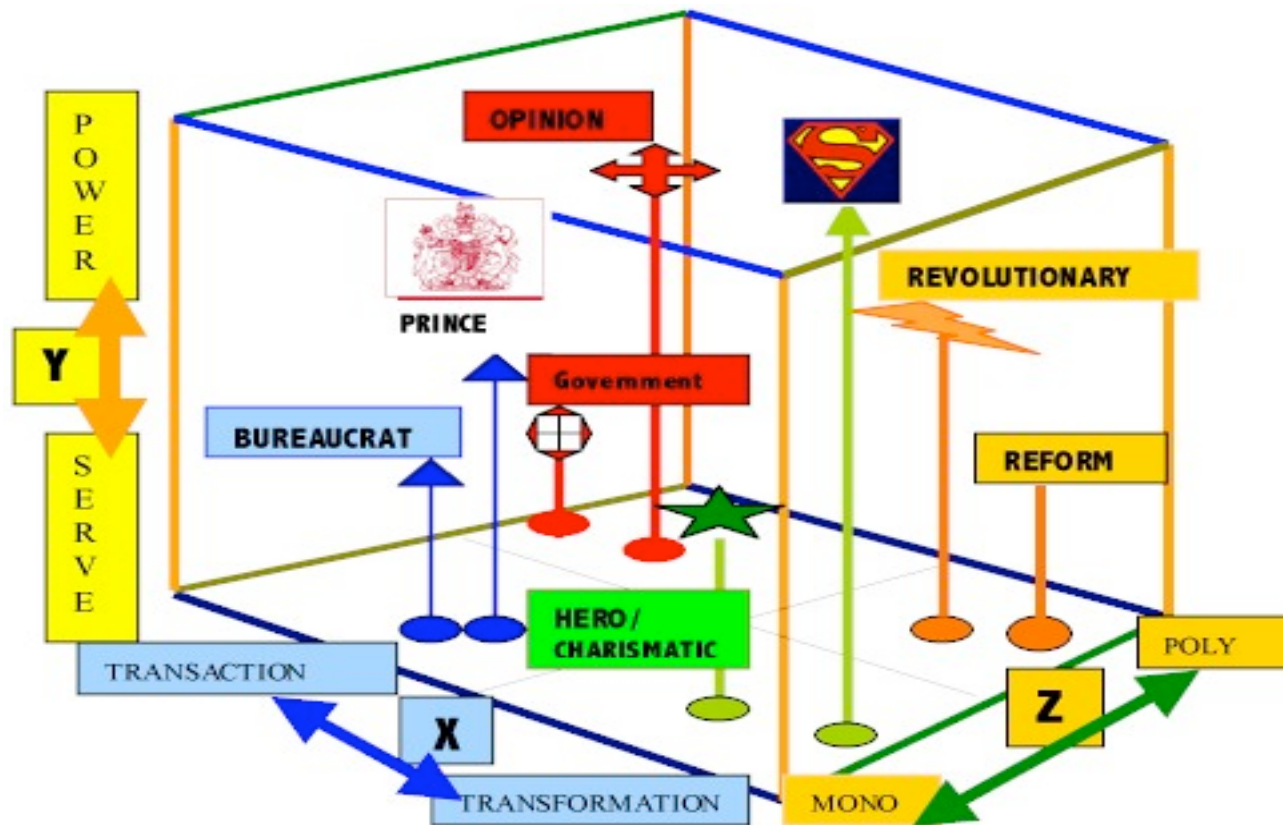 POWER
OPINION
PRINCE
REVOLUTIONARY
Y
Government
BUREAUCRAT
REFORM
SERVE
HERO/
CHARISMATIC
TRANSACTION
POLY
X
Z
TRANSFORMATION
MONO
S